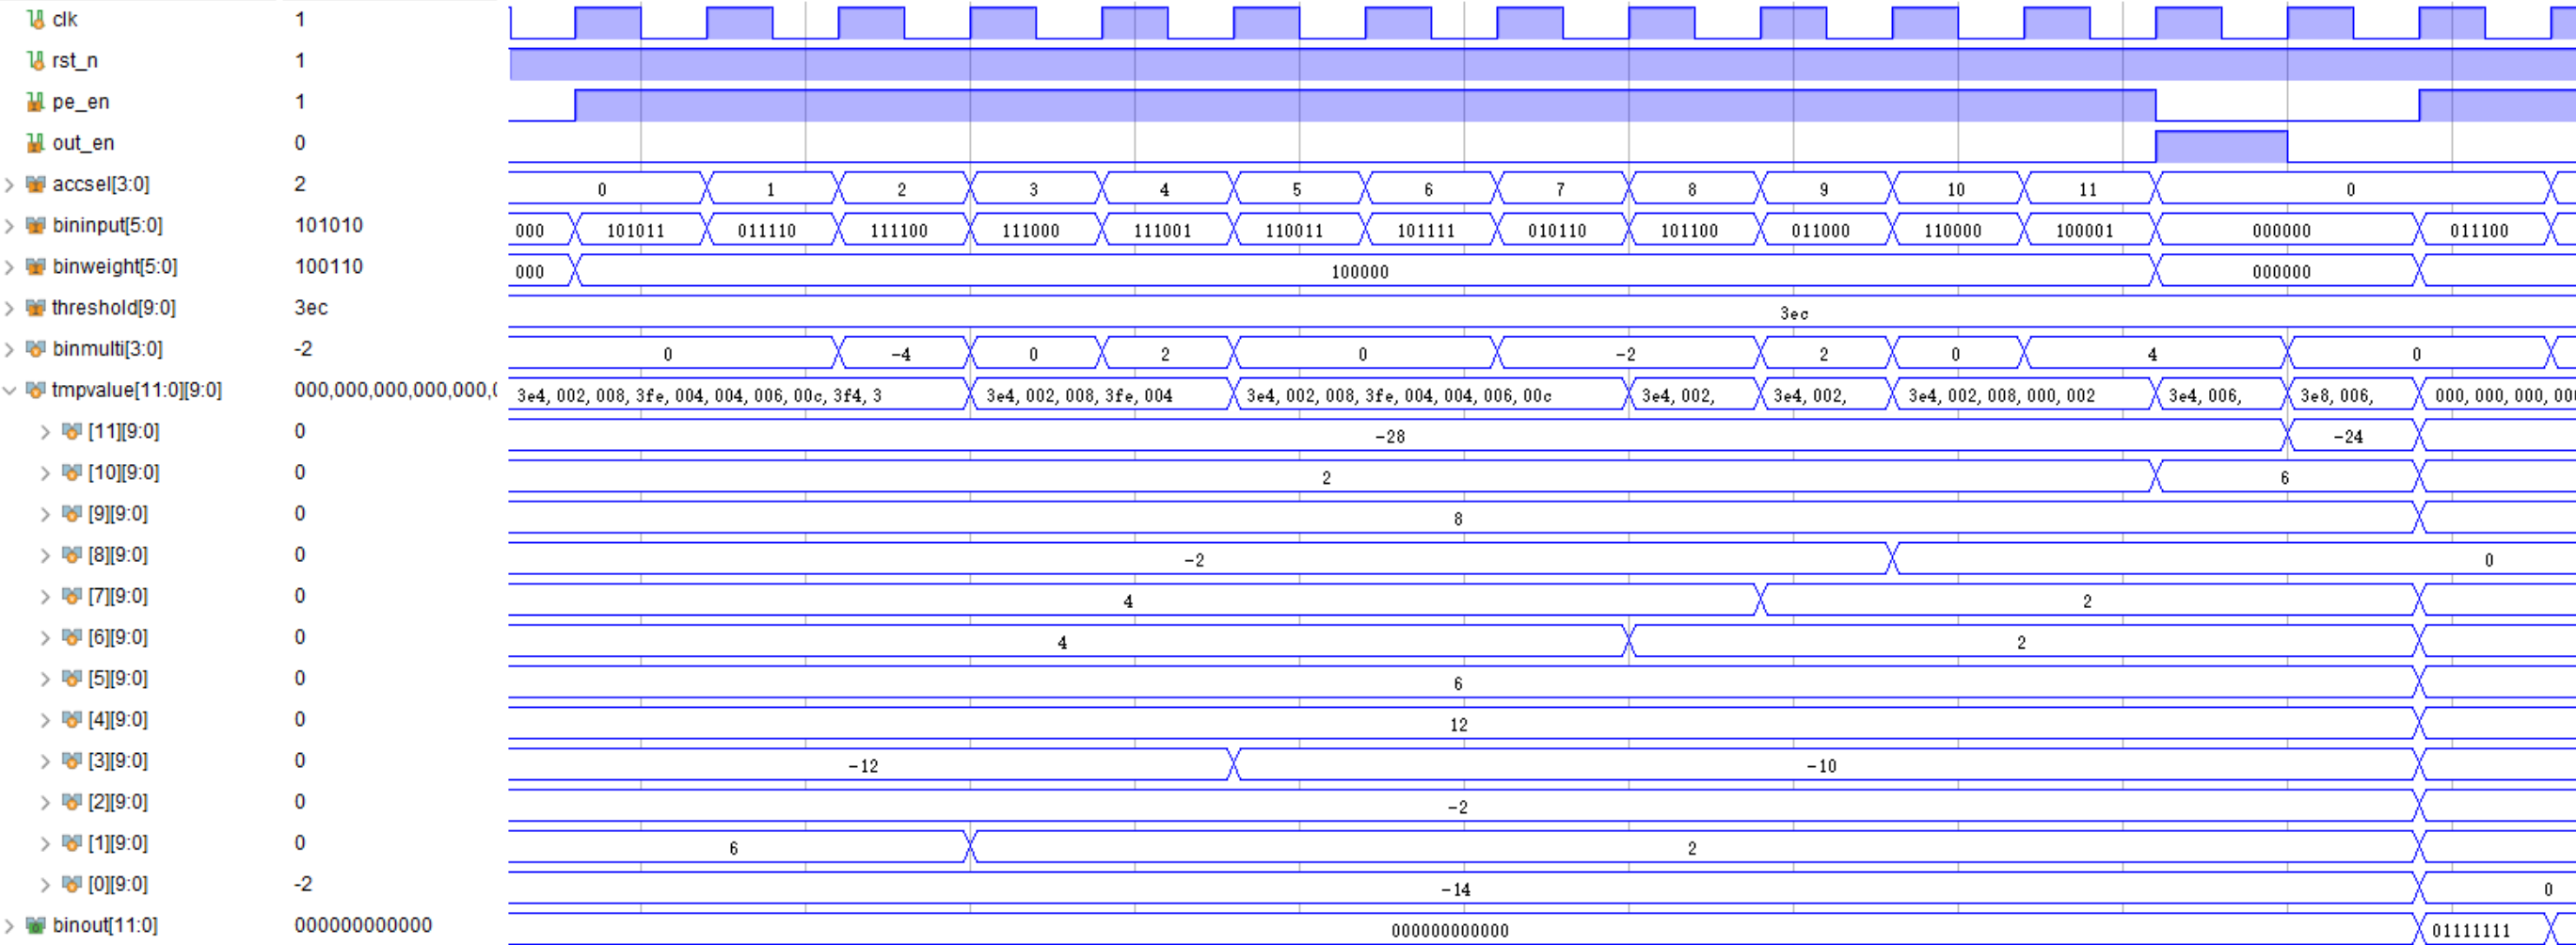 clk 1
rst_n 1
pe_en 1
out_en 0
accsel[3:0] 2 0 1 2 3 4 5 6 7 8 9 10 11 0
bininput[5:0] 101010 000 101011 011110 111100 111000 111001 110011 101111 010110 101100 011000 110000 100001 000000 011100
binweight[5:0] 100110 000 100000 000000
threshold[9:0] 3ec 3ec
binmulti[3:0] -2 0 -4 0 2 0 -2 2 0 4 0
tmpvalue[11:0][9:0] 000,000,000,000,000,( 3e4, 002, 008, 3fe, 004, 004, 006, 00c, 3f4, 3 3e4, 002, 008, 3fe, 004 3e4, 002, 008, 3fe, 004, 004, 006, 00c 3e4, 002, 3e4, 002, 3e4, 002, 008, 000, 002 3e4, 006, 3e8, 006, 000, 000, 000, 00
[11][9:0] 0 -28 -24
[10][9:0] 0 2 6
[9][9:0] 0 8
[8][9:0] 0 -2 0
[7][9:0] 0 4 2
[6][9:0] 0 4 2
[5][9:0] 0 6
[4][9:0] 0 12
[3][9:0] 0 -12 -10
[2][9:0] 0 -2
[1][9:0] 0 6 2
[0][9:0] -2 -14 0
binout[11:0] 000000000000 000000000000 01111111